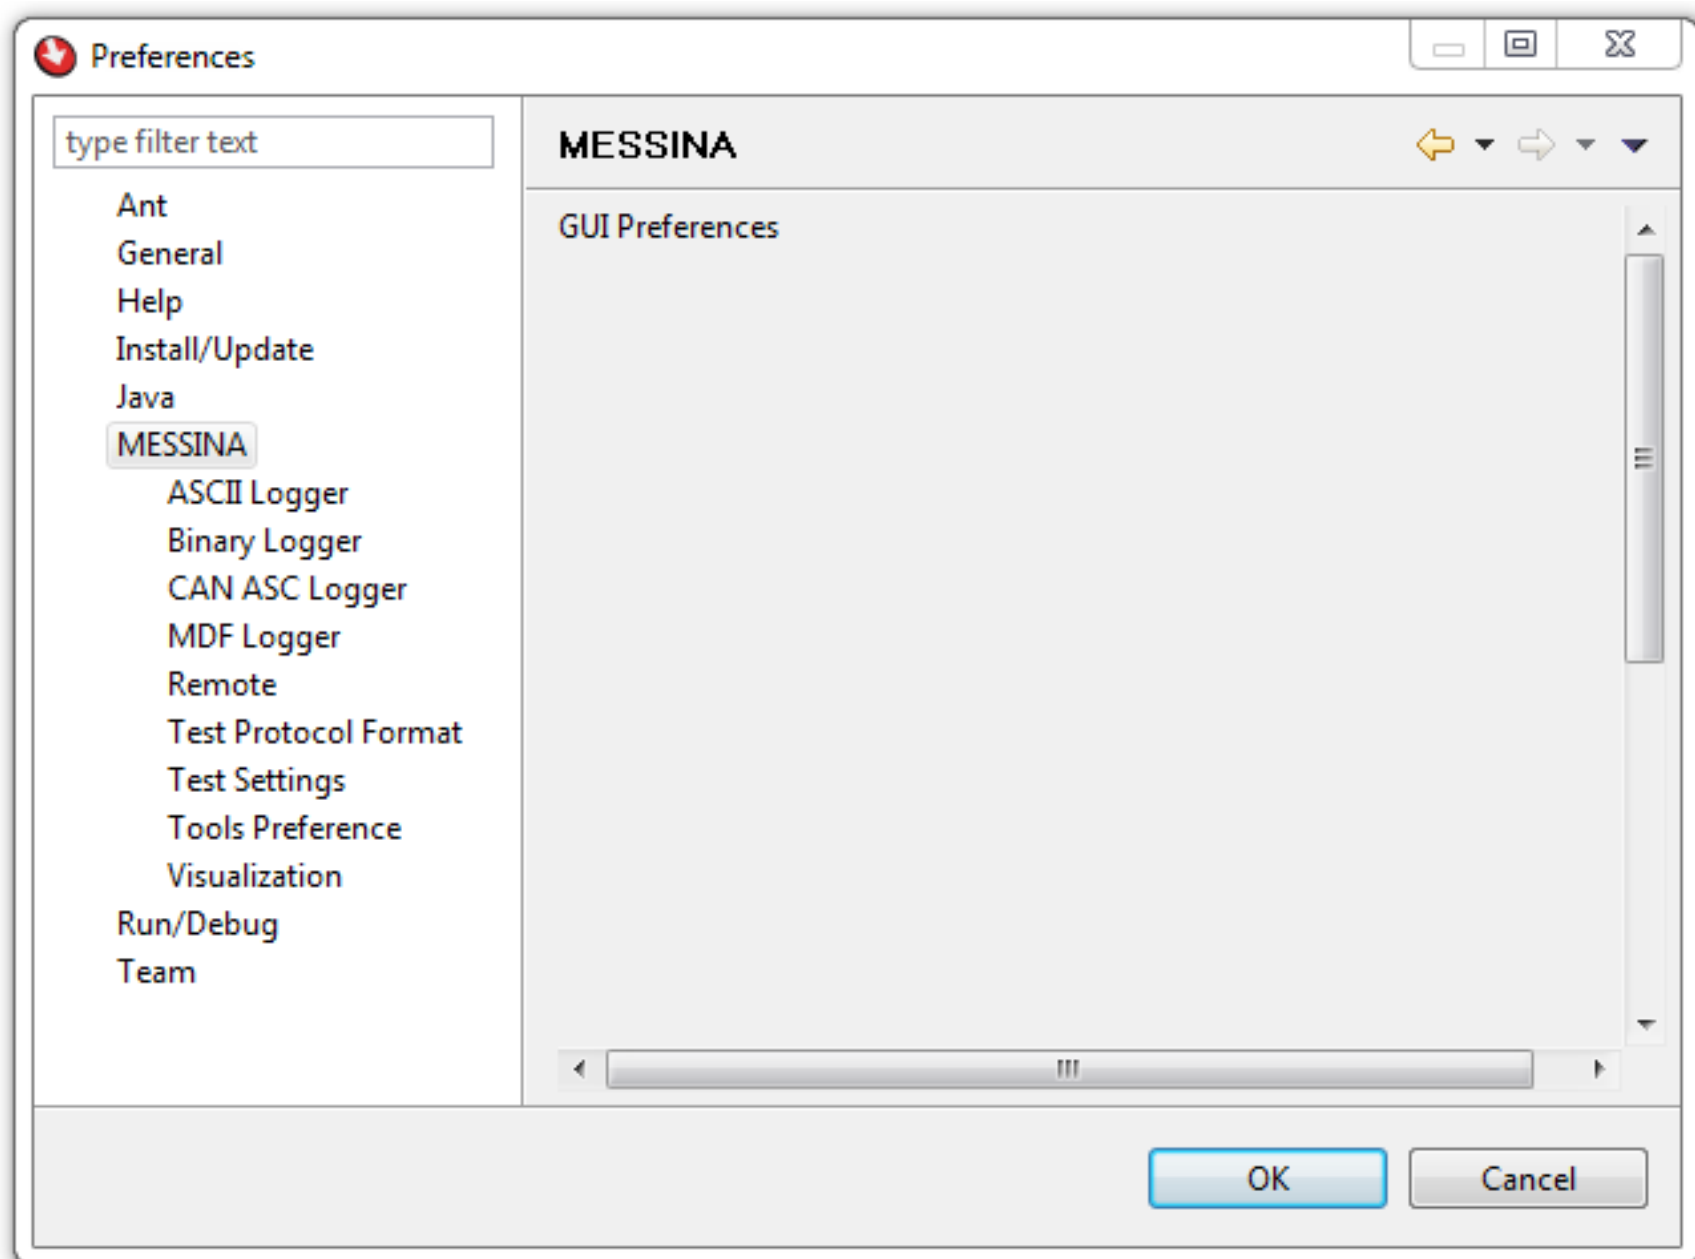 Preferences
type filter text
Ant
General
Help
Install/Update
Java
MESSINA
ASCII Logger
Binary Logger
CAN ASC Logger
MDF Logger
Remote
Test Protocol Format
Test Settings
Tools Preference
Visualization
Run/Debug
Team
MESSINA
GUI Preferences
OK
Cancel